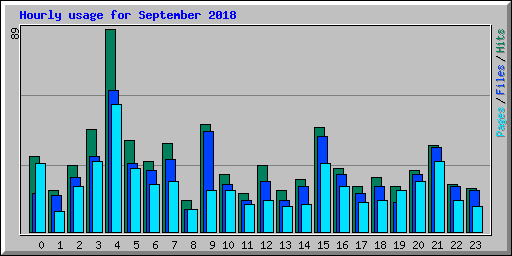 Hourly usage for September 2018
89
Pages / Files / Hits
0 1 2 3 4 5 6 7 8 9 10 11 12 13 14 15 16 17 18 19 20 21 22 23